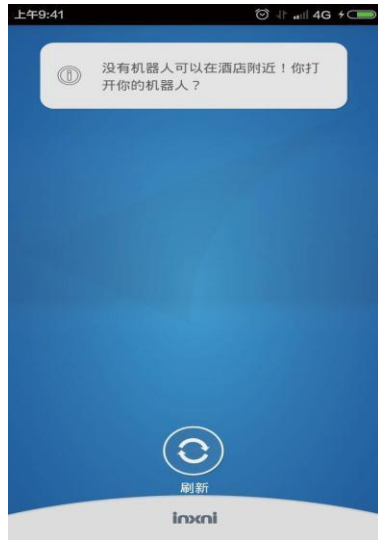 上午9:41
4G
没有机器人可以在酒店附近！你打
开你的机器人？
刷新
inxni